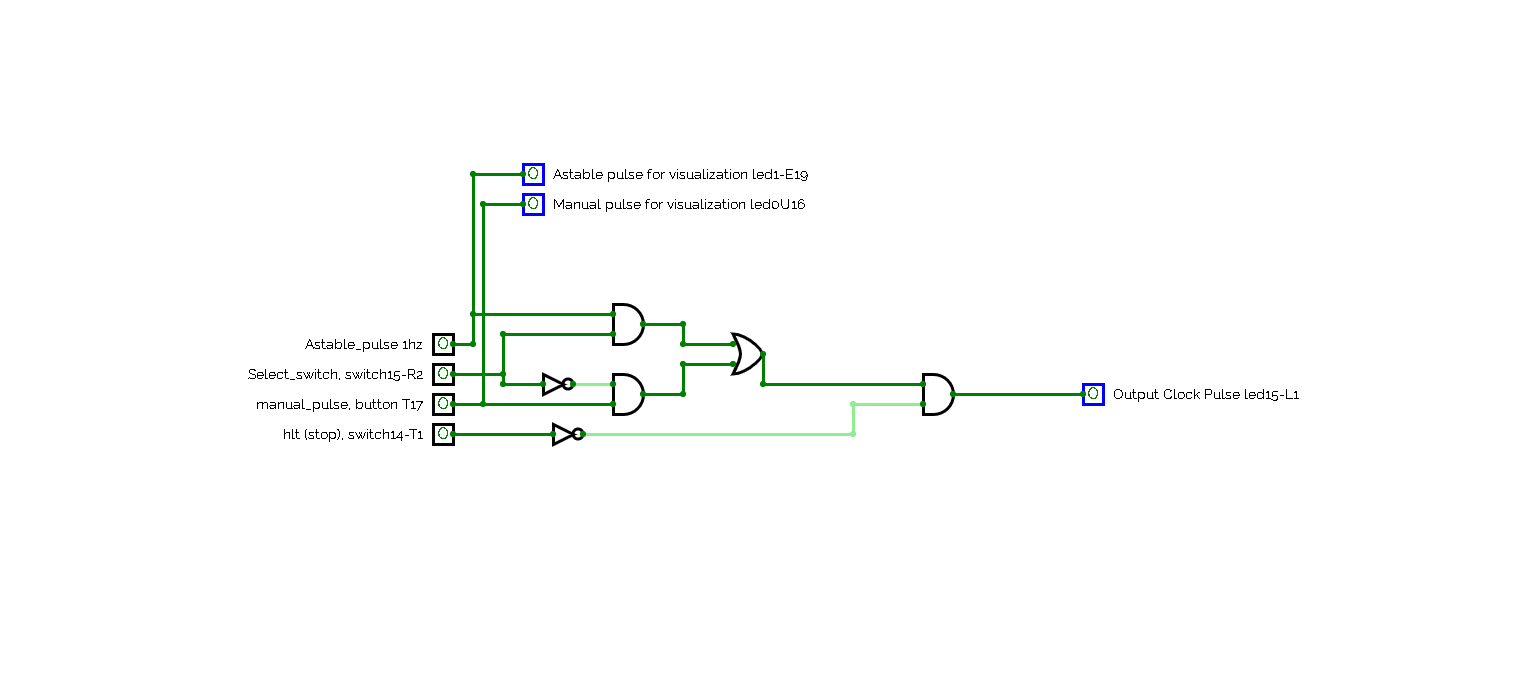 0 Astable pulse for visualization led1-E19
0 Manual pulse for visualization led0U16
Astable_pulse 1hz 0
Select_switch, switch15-R2 0
manual_pulse, button T17 0
0 Output Clock Pulse led15-L1
hlt (stop), switch14-T1 0